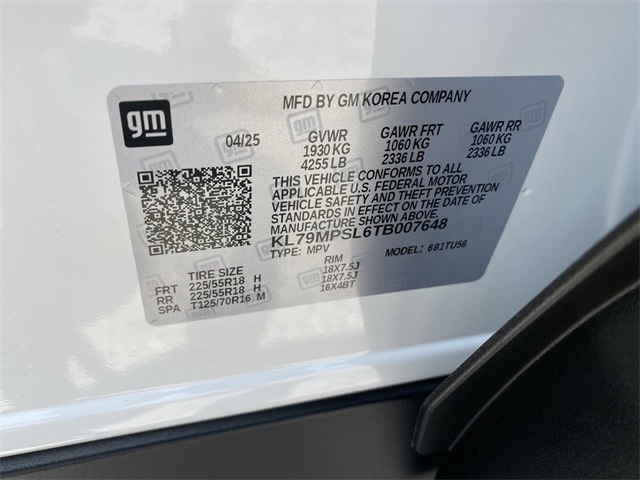 MFD BY GM KOREA COMPANY
gm
04/25 GVWR GAWR FRT GAWR RR
1930 KG 1060 KG 1060 KG
4255 LB 2336 LB 2336 LB
THIS VEHICLE CONFORMS TO ALL
APPLICABLE U.S. FEDERAL MOTOR
VEHICLE SAFETY AND THEFT PREVENTION
STANDARDS IN EFFECT ON THE DATE OF
MANUFACTURE SHOWN ABOVE.
KL79MPSL6TB007648
TYPE: MPV MODEL: 681TU56
TIRE SIZE RIM
FRT 225/55R18 H 18X7.5J
RR 225/55R18 H 18X7.5J
SPA T125/70R16 M 16X4BT